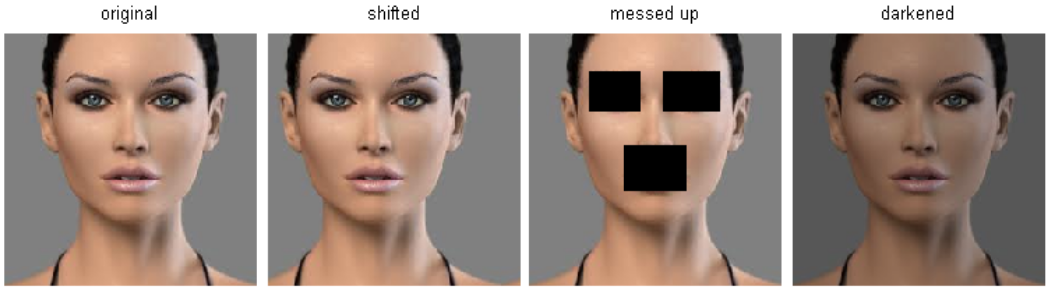 original
shifted
messed up
darkened